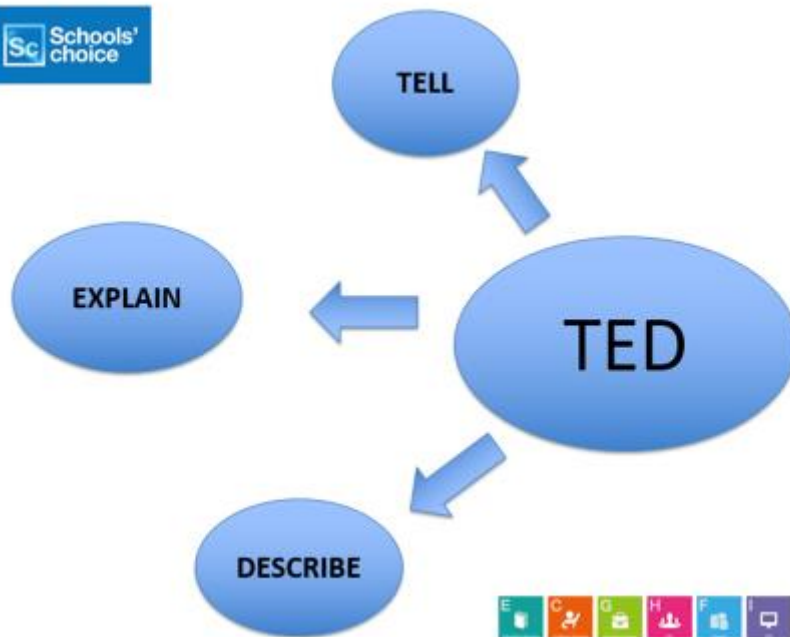 Sc Schools'
choice
TELL
EXPLAIN
TED
DESCRIBE
E C G H F I